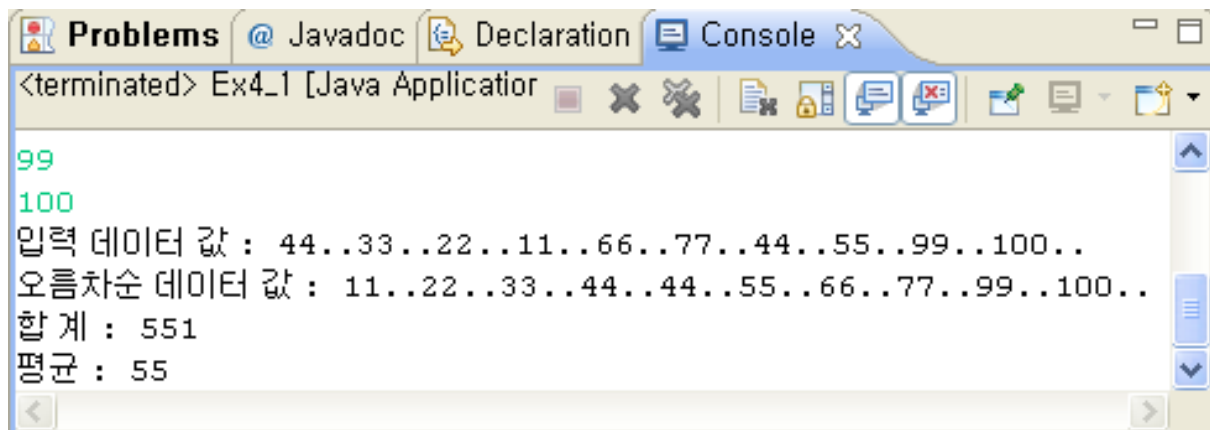 Problems @ Javadoc Declaration Console
<terminated> Ex4_1 [Java Application
99
100
입력 데이터 값 : 44..33..22..11..66..77..44..55..99..100..
오름차순 데이터 값 : 11..22..33..44..44..55..66..77..99..100..
합 계 : 551
평균 : 55